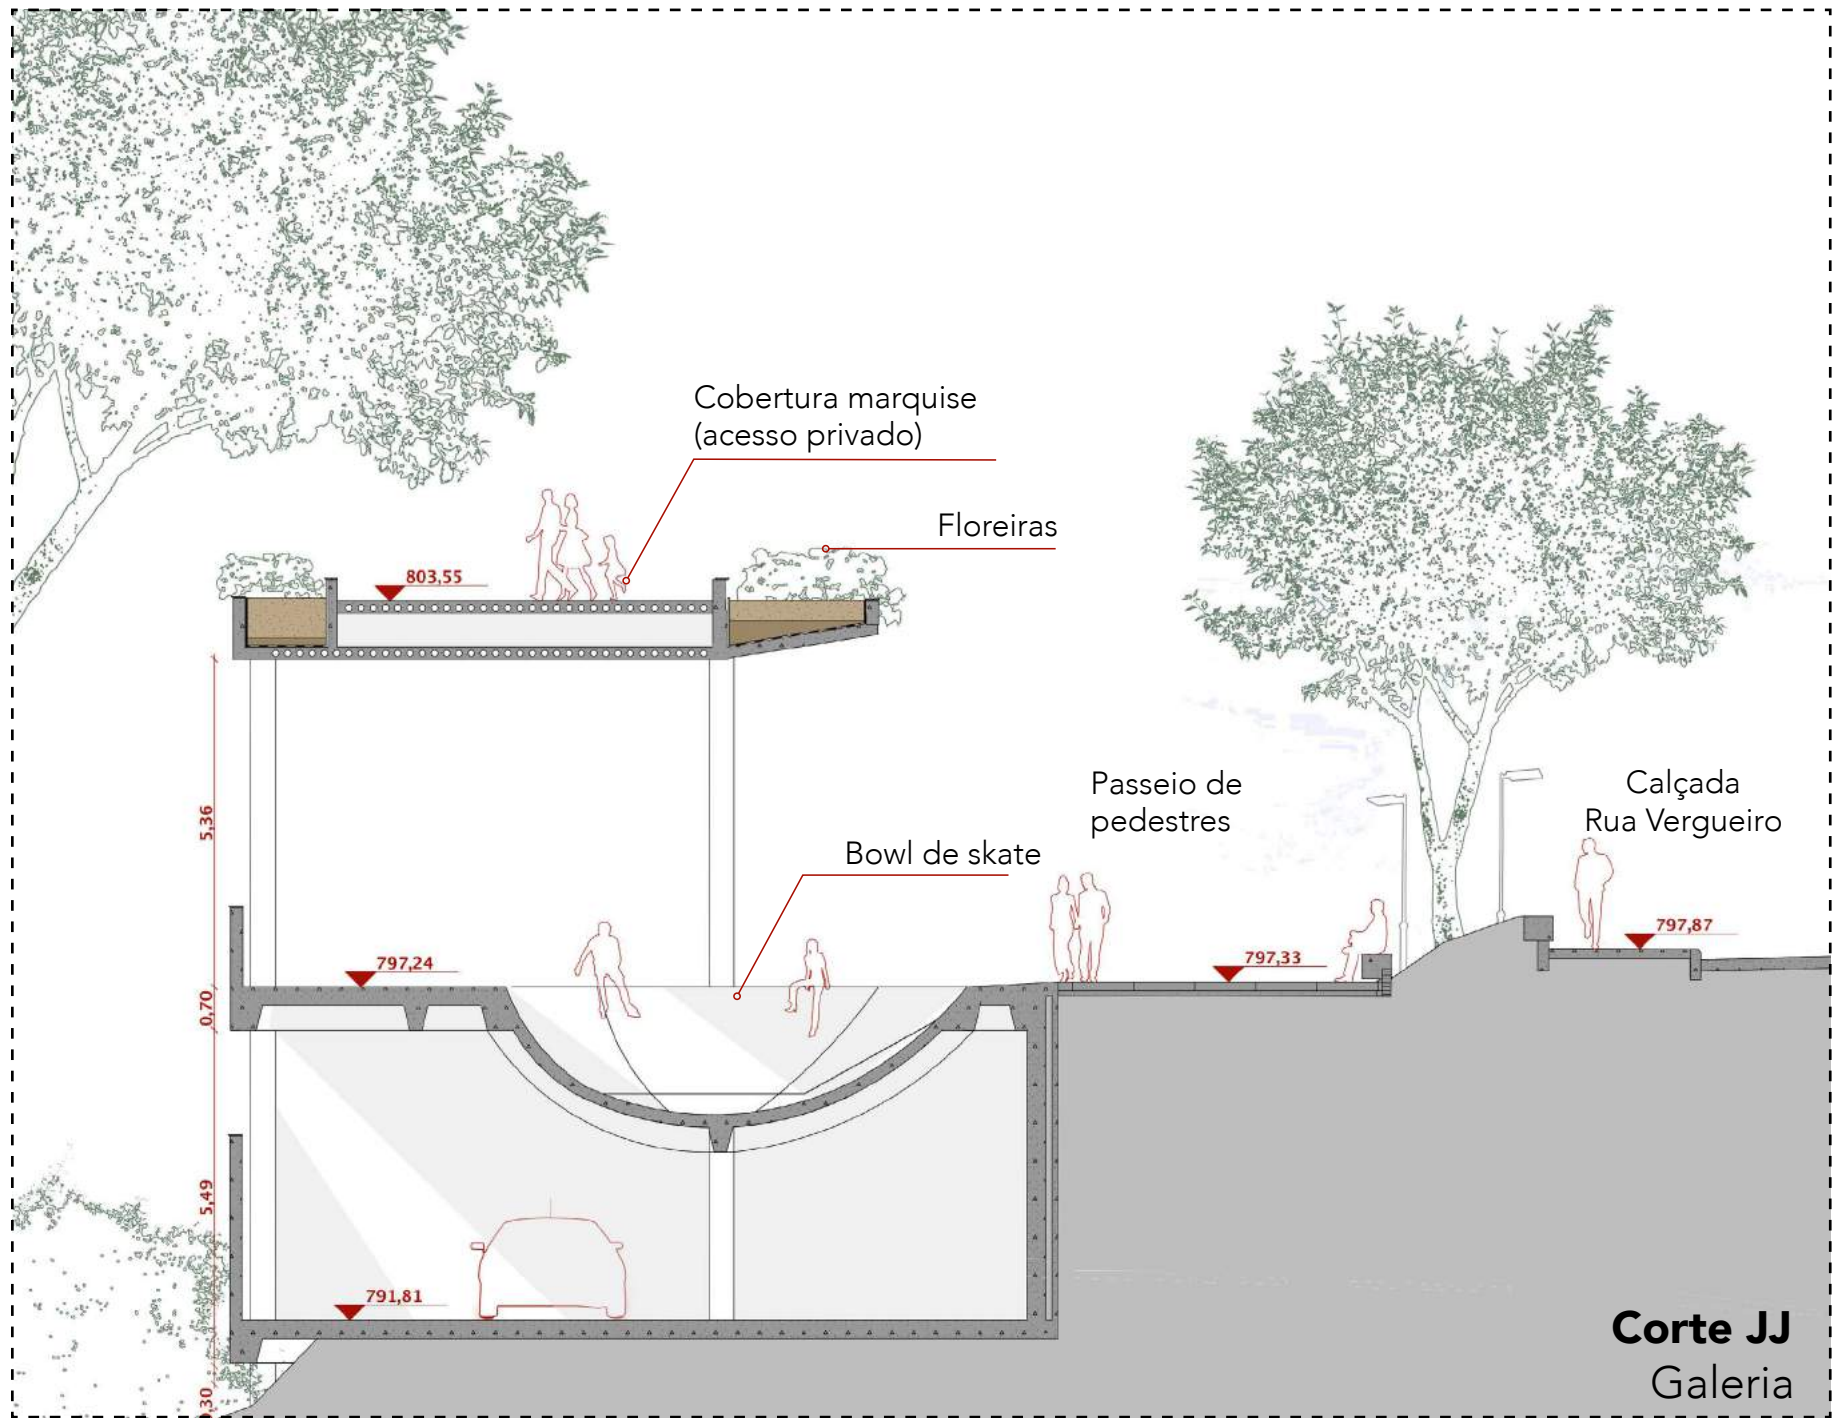 Cobertura marquise
(acesso privado)
Floreiras
803,55
5,36
Passeio de
pedestres
Calçada
Rua Vergueiro
Bowl de skate
797,87
797,24
797,33
0,70
5,49
791,81
Corte JJ
Galeria